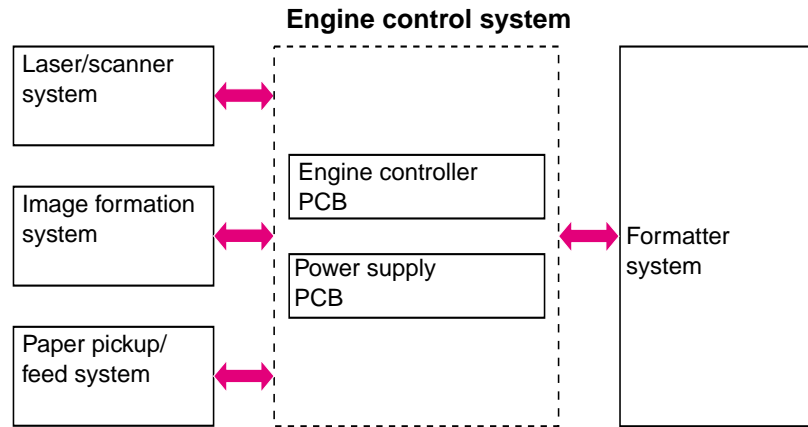 Engine control system
Laser/scanner
system
Engine controller
PCB
Image formation
system
Formatter
system
Power supply
PCB
Paper pickup/
feed system